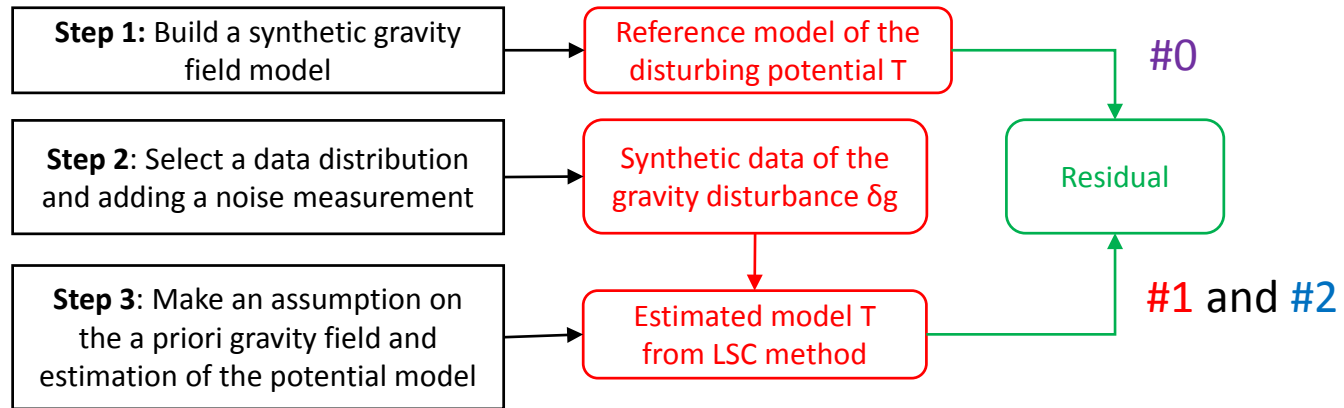 Step 1: Build a synthetic gravity
field model
Reference model of the
disturbing potential T
#0
Step 2: Select a data distribution
and adding a noise measurement
Synthetic data of the
gravity disturbance δg
Residual
Step 3: Make an assumption on
the a priori gravity field and
estimation of the potential model
Estimated model T
from LSC method
#1 and #2